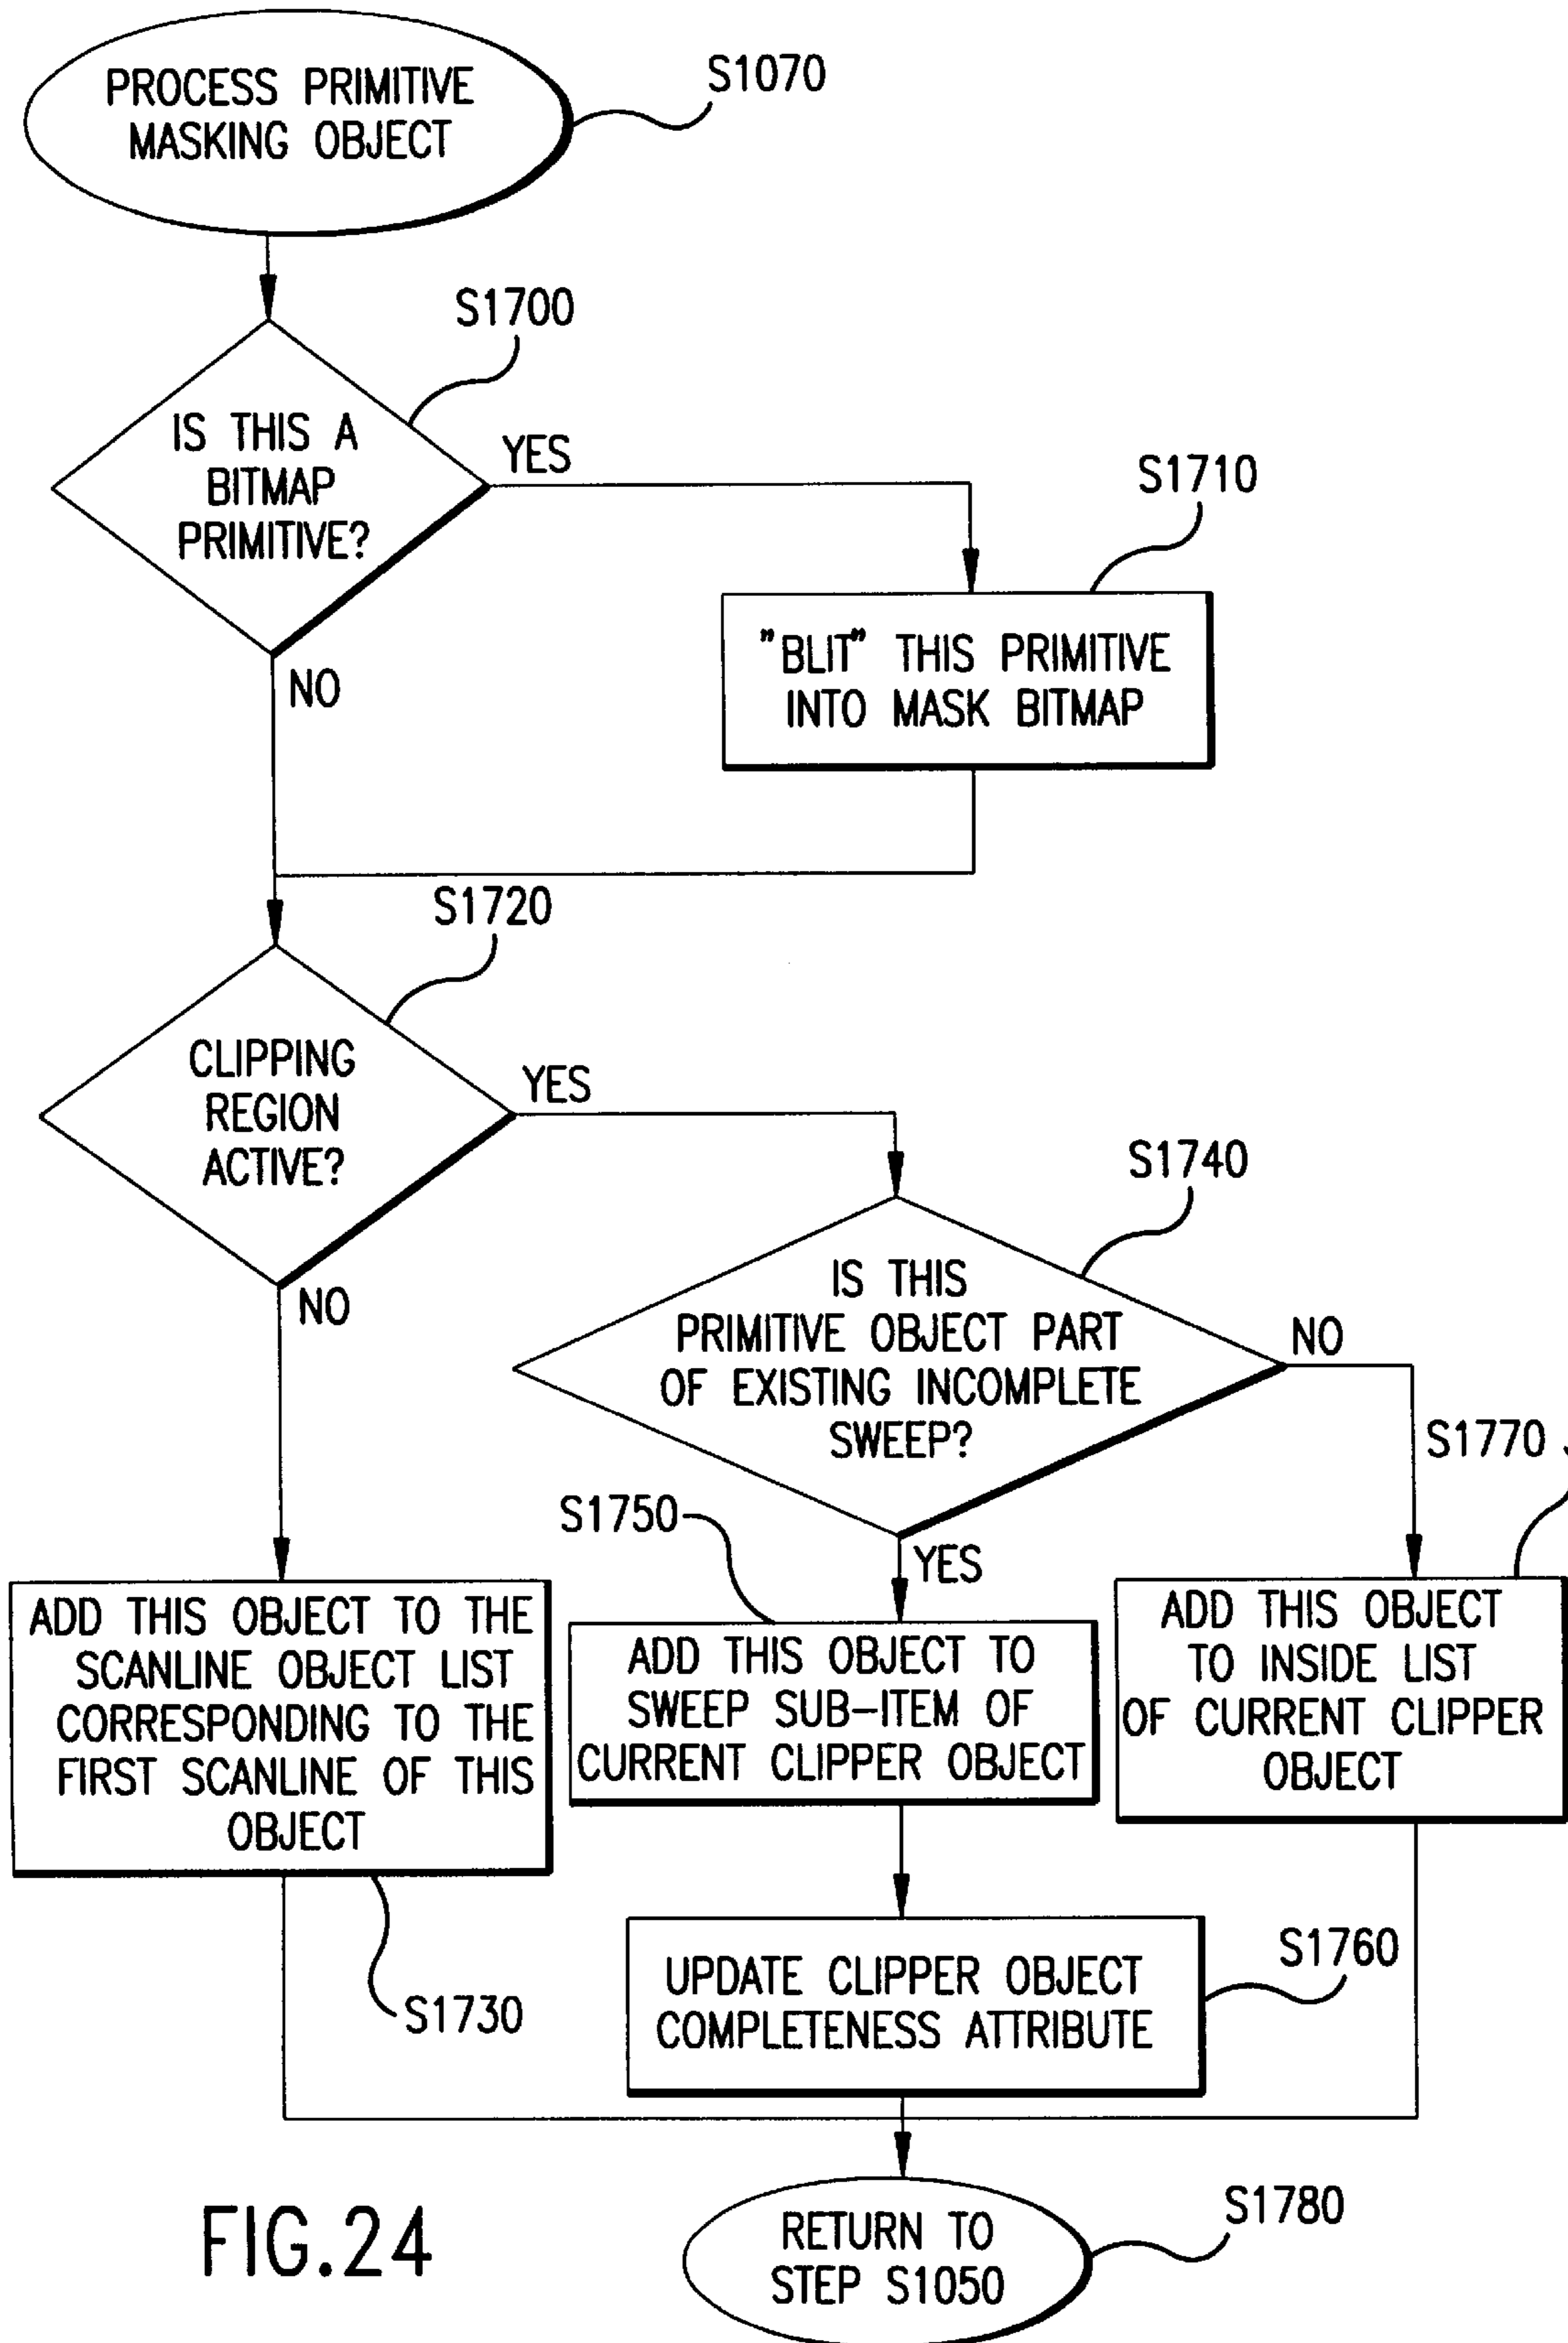 PROCESS PRIMITIVE
MASKING OBJECT
S1070
S1700
IS THIS A
BITMAP
PRIMITIVE?
YES
NO
S1710
"BLIT" THIS PRIMITIVE
INTO MASK BITMAP
S1720
CLIPPING
REGION
ACTIVE?
YES
NO
S1740
IS THIS
PRIMITIVE OBJECT PART
OF EXISTING INCOMPLETE
SWEEP?
NO
YES
S1770
S1750
ADD THIS OBJECT TO THE
SCANLINE OBJECT LIST
CORRESPONDING TO THE
FIRST SCANLINE OF THIS
OBJECT
S1730
ADD THIS OBJECT TO
SWEEP SUB-ITEM OF
CURRENT CLIPPER OBJECT
ADD THIS OBJECT
TO INSIDE LIST
OF CURRENT CLIPPER
OBJECT
UPDATE CLIPPER OBJECT
COMPLETENESS ATTRIBUTE
S1760
RETURN TO
STEP S1050
S1780
FIG.24